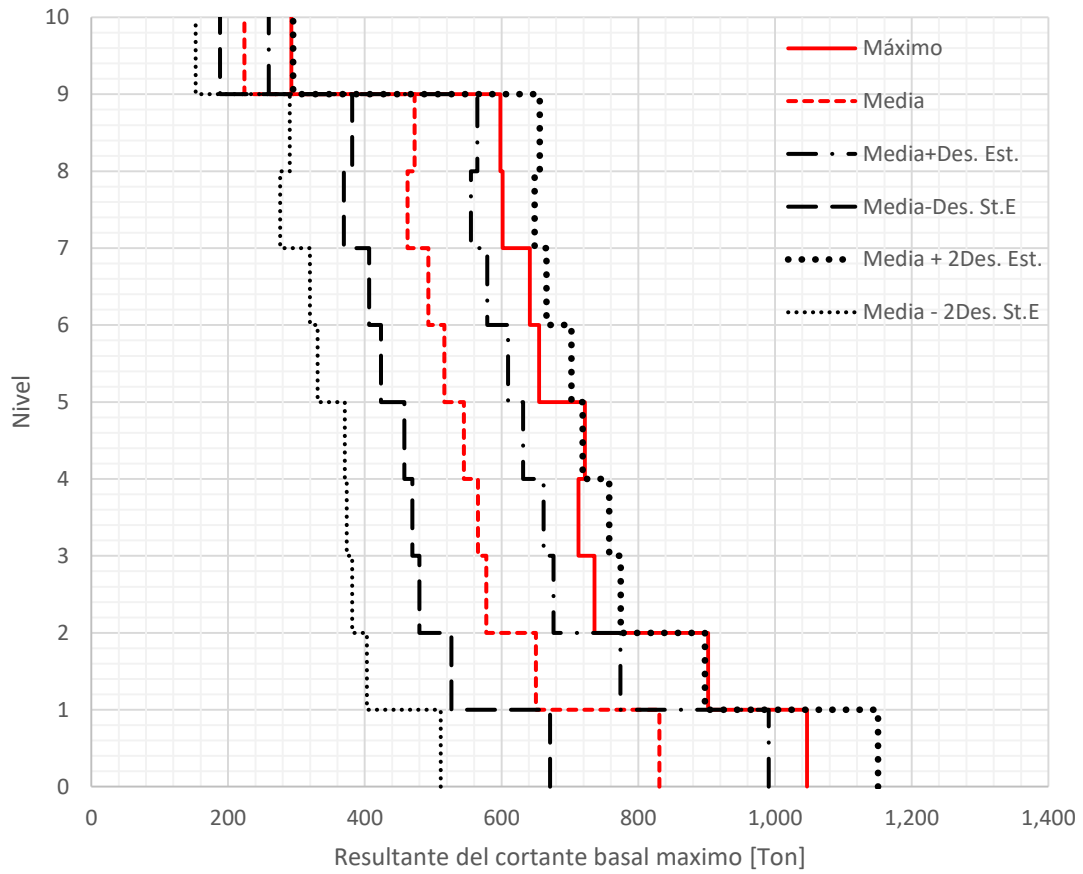 10
9
8
7
6
5
4
3
2
1
0
Nivel
Máximo
Media
Media+Des. Est.
Media-Des. St.E
Media + 2Des. Est.
Media - 2Des. St.E
0
200
400
600
800
1,000
1,200
1,400
Resultante del cortante basal maximo [Ton]